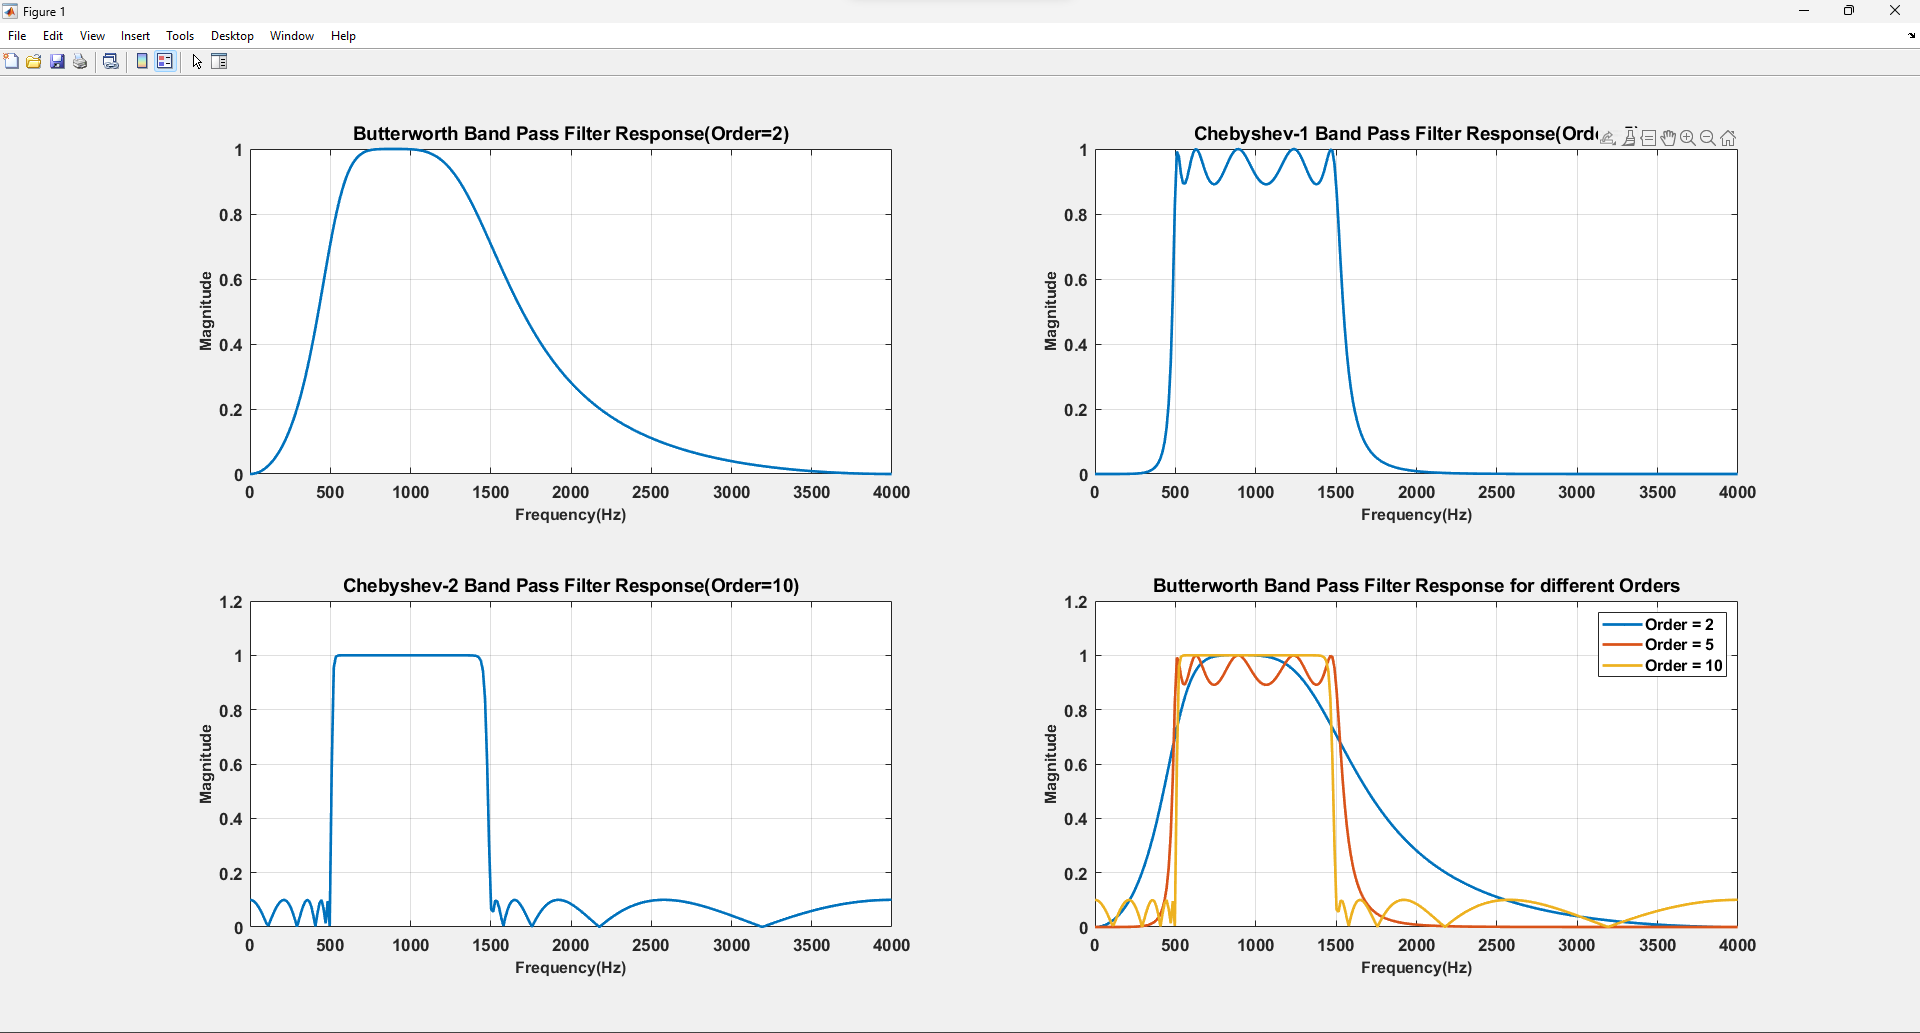 Figure 1
File Edit View Insert Tools Desktop Window Help
Butterworth Band Pass Filter Response(Order=2)
1
0.8
0.6
0.4
0.2
0
Magnitude
0 500 1000 1500 2000 2500 3000 3500 4000
Frequency(Hz)
Chebyshev-1 Band Pass Filter Response(Ord
1
0.8
0.6
0.4
0.2
0
Magnitude
0 500 1000 1500 2000 2500 3000 3500 4000
Frequency(Hz)
Chebyshev-2 Band Pass Filter Response(Order=10)
1.2
1
0.8
0.6
0.4
0.2
0
Magnitude
0 500 1000 1500 2000 2500 3000 3500 4000
Frequency(Hz)
Butterworth Band Pass Filter Response for different Orders
1.2
1
0.8
0.6
0.4
0.2
0
Magnitude
Order = 2
Order = 5
Order = 10
0 500 1000 1500 2000 2500 3000 3500 4000
Frequency(Hz)